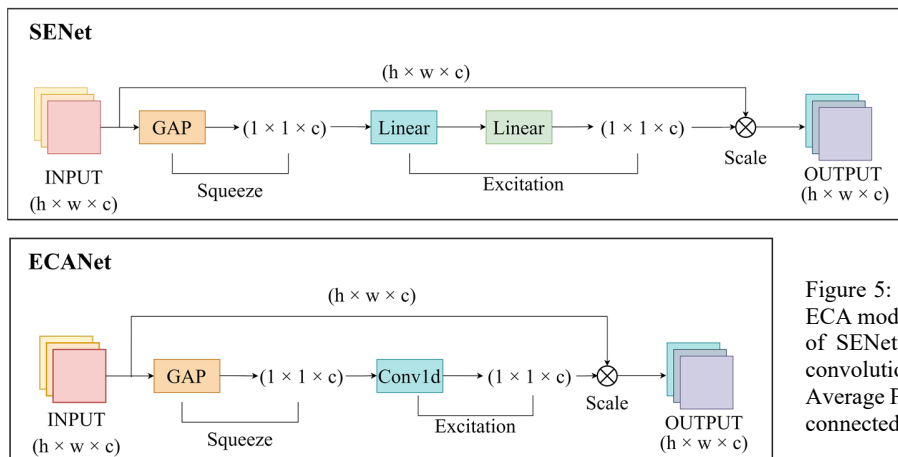 SENet
(h × w × c)
GAP
(1 × 1 × c)
Linear
Linear
(1 × 1 × c)
Scale
Squeeze
Excitation
INPUT
(h × w × c)
OUTPUT
(h × w × c)
ECANet
(h × w × c)
GAP
(1 × 1 × c)
Conv1d
(1 × 1 × c)
Scale
Squeeze
Excitation
INPUT
(h × w × c)
OUTPUT
(h × w × c)
Figure 5:
ECA mod
of SENet
convolutio
Average P
connected